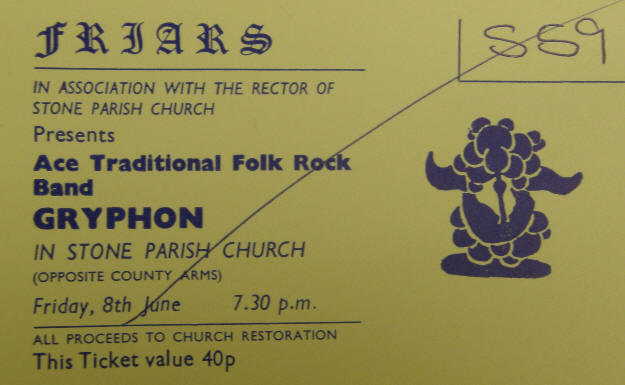 FRIARS
SS9
IN ASSOCIATION WITH THE RECTOR OF
STONE PARISH CHURCH
Presents
Ace Traditional Folk Rock
Band
GRYPHON
IN STONE PARISH CHURCH
(OPPOSITE COUNTY ARMS)
Friday, 8th June 7.30 p.m.
ALL PROCEEDS TO CHURCH RESTORATION
This Ticket value 40p